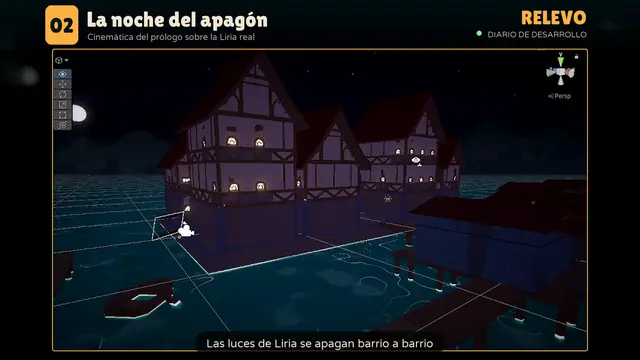 02
La noche del apagón
Cinemática del prólogo sobre la Liria real
RELEVO
DIARIO DE DESARROLLO
Y
< Persp
Las luces de Liria se apagan barrio a barrio